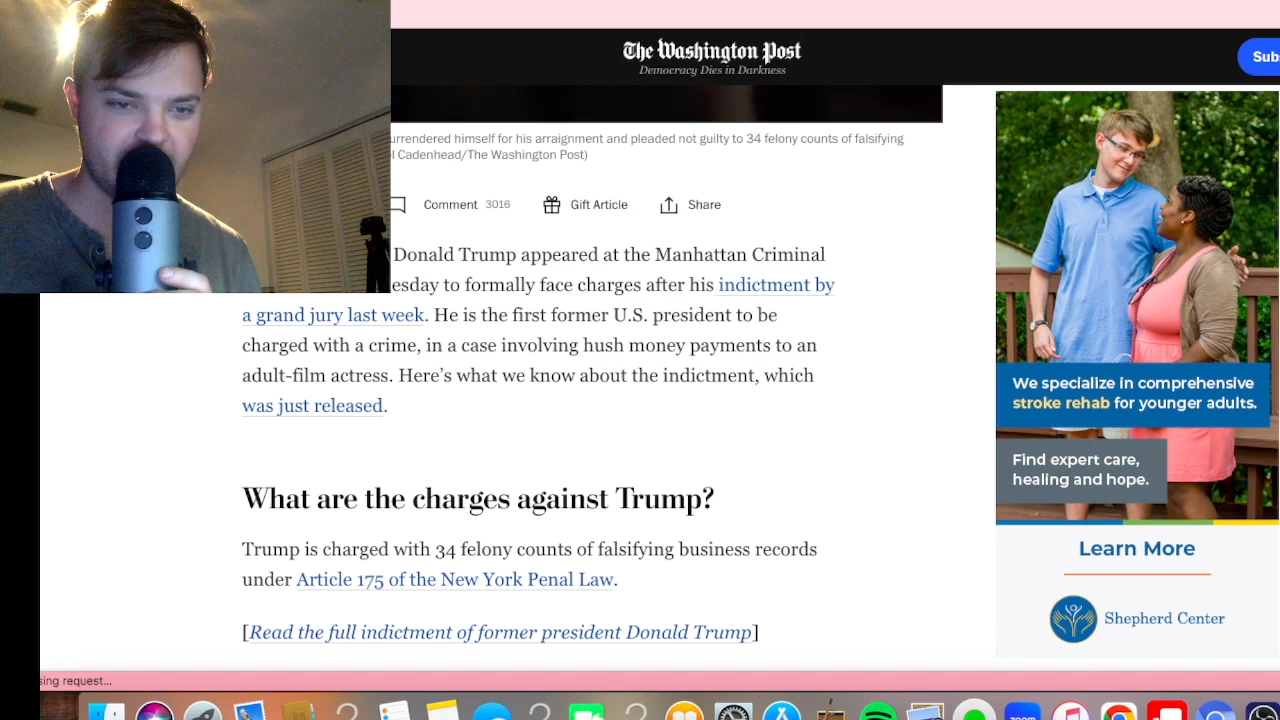 The Washington Post
Democracy Dies in Darkness
Subs
urrendered himself for his arraignment and pleaded not guilty to 34 felony counts of falsifying
l Cadenhead/The Washington Post)
Comment 3016 Gift Article Share
Donald Trump appeared at the Manhattan Criminal
esday to formally face charges after his indictment by
a grand jury last week. He is the first former U.S. president to be
charged with a crime, in a case involving hush money payments to an
adult-film actress. Here's what we know about the indictment, which
was just released.
What are the charges against Trump?
Trump is charged with 34 felony counts of falsifying business records
under Article 175 of the New York Penal Law.
[Read the full indictment of former president Donald Trump]
We specialize in comprehensive
stroke rehab for younger adults.
Find expert care,
healing and hope.
Learn More
Shepherd Center
sing request...
zoom